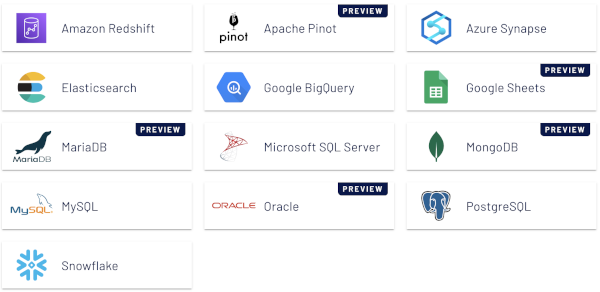 Amazon Redshift
PREVIEW
pinot
Apache Pinot
Azure Synapse
Elasticsearch
Google BigQuery
PREVIEW
Google Sheets
PREVIEW
MariaDB
MariaDB
Microsoft SQL Server
PREVIEW
MongoDB
MySQL
MySQL
PREVIEW
ORACLE
Oracle
PostgreSQL
Snowflake